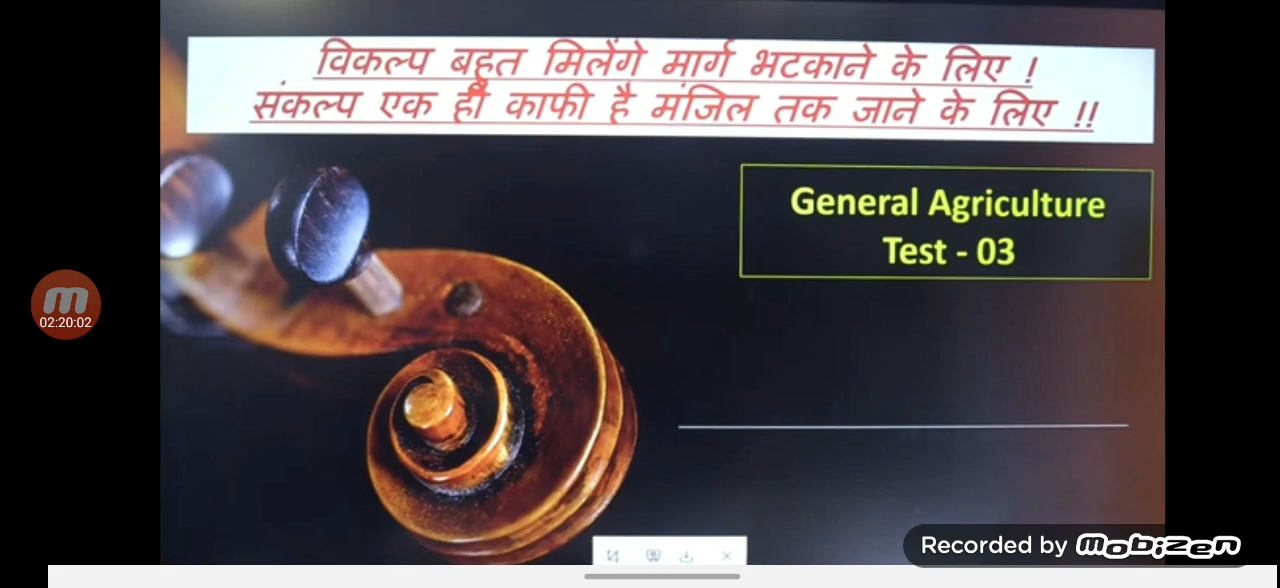 विकल्प बहुत मिलेंगे मार्ग भटकाने के लिए !
संकल्प एक ही काफी है मंजिल तक जाने के लिए !!
General Agriculture
Test - 03
02:20:02
Recorded by mobizen